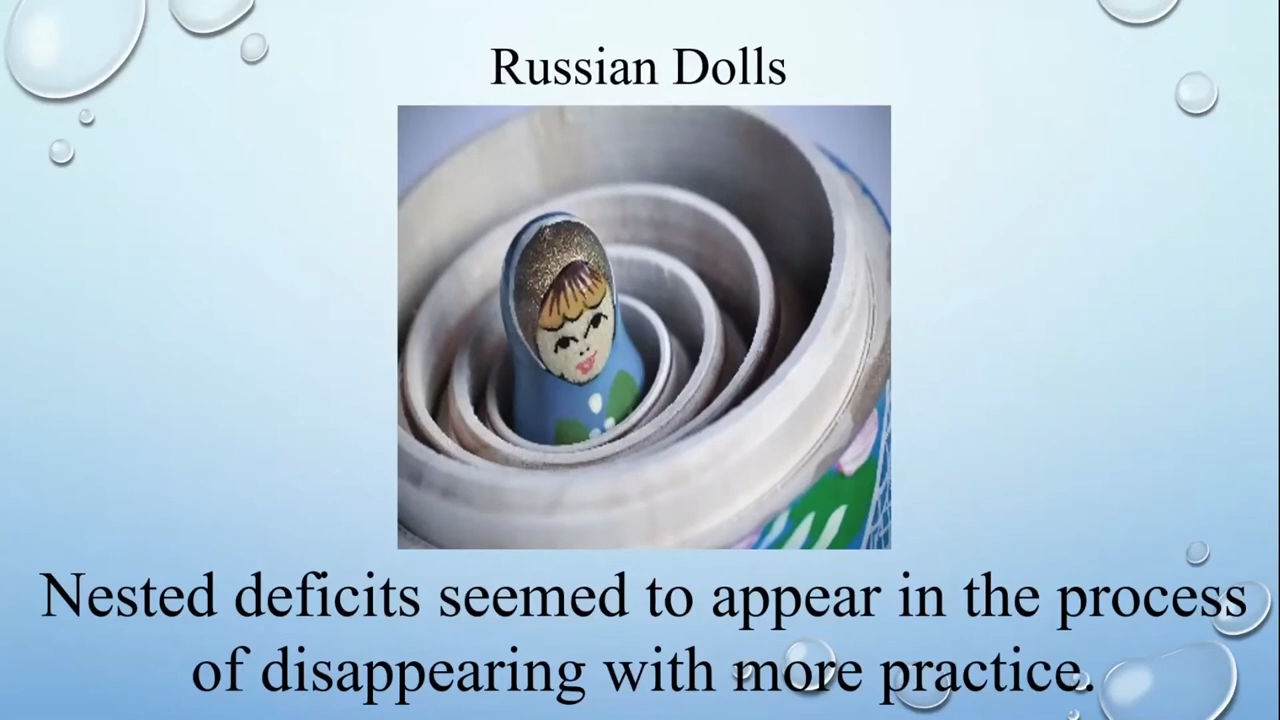 Russian Dolls
Nested deficits seemed to appear in the process
of disappearing with more practice.